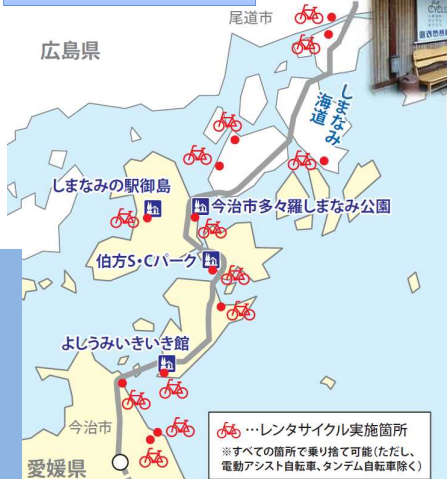 尾道市
広島県
CYCLE
しまなみ
海道
しまなみの駅御島
今治市多々羅しまなみ公園
伯方S・Cパーク
よしうみいきいき館
今治市
愛媛県
…レンタサイクル実施箇所
※すべての箇所で乗り捨て可能(ただし、
電動アシスト自転車、タンデム自転車除く)